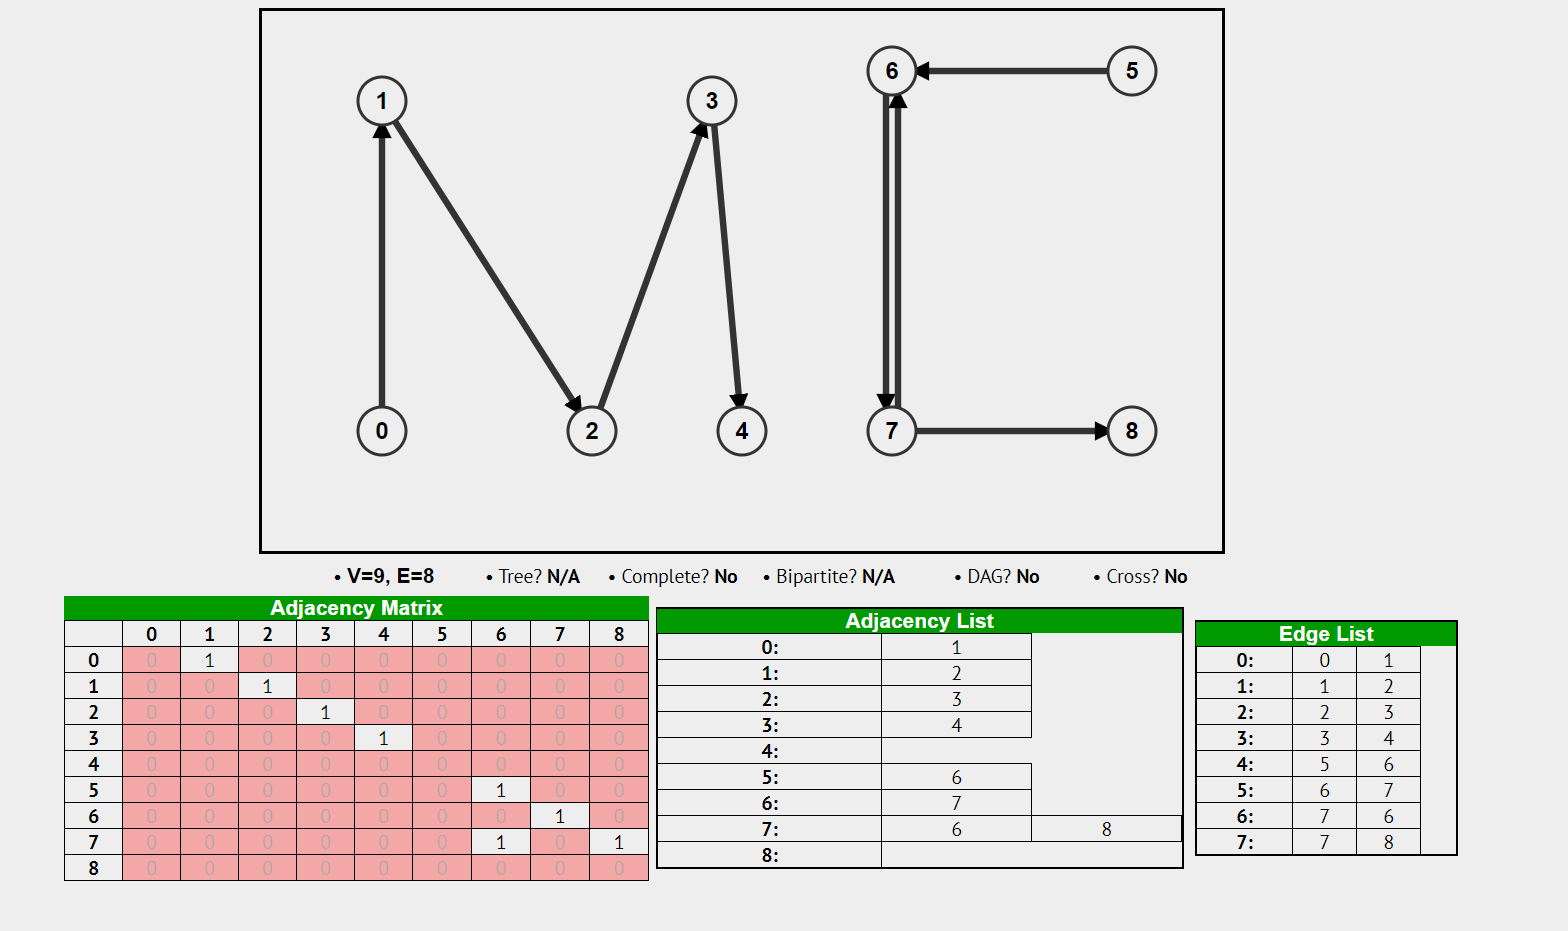 6 5
1 3
0 2 4 7 8
• V=9, E=8 • Tree? N/A • Complete? No • Bipartite? N/A • DAG? No • Cross? No
Adjacency Matrix
0 1 2 3 4 5 6 7 8
0 0 1 0 0 0 0 0 0 0
1 0 0 1 0 0 0 0 0 0
2 0 0 0 1 0 0 0 0 0
3 0 0 0 0 1 0 0 0 0
4 0 0 0 0 0 0 0 0 0
5 0 0 0 0 0 0 1 0 0
6 0 0 0 0 0 0 0 1 0
7 0 0 0 0 0 0 1 0 1
8 0 0 0 0 0 0 0 0 0
Adjacency List
0: 1
1: 2
2: 3
3: 4
4:
5: 6
6: 7
7: 6 8
8:
Edge List
0: 0 1
1: 1 2
2: 2 3
3: 3 4
4: 5 6
5: 6 7
6: 7 6
7: 7 8